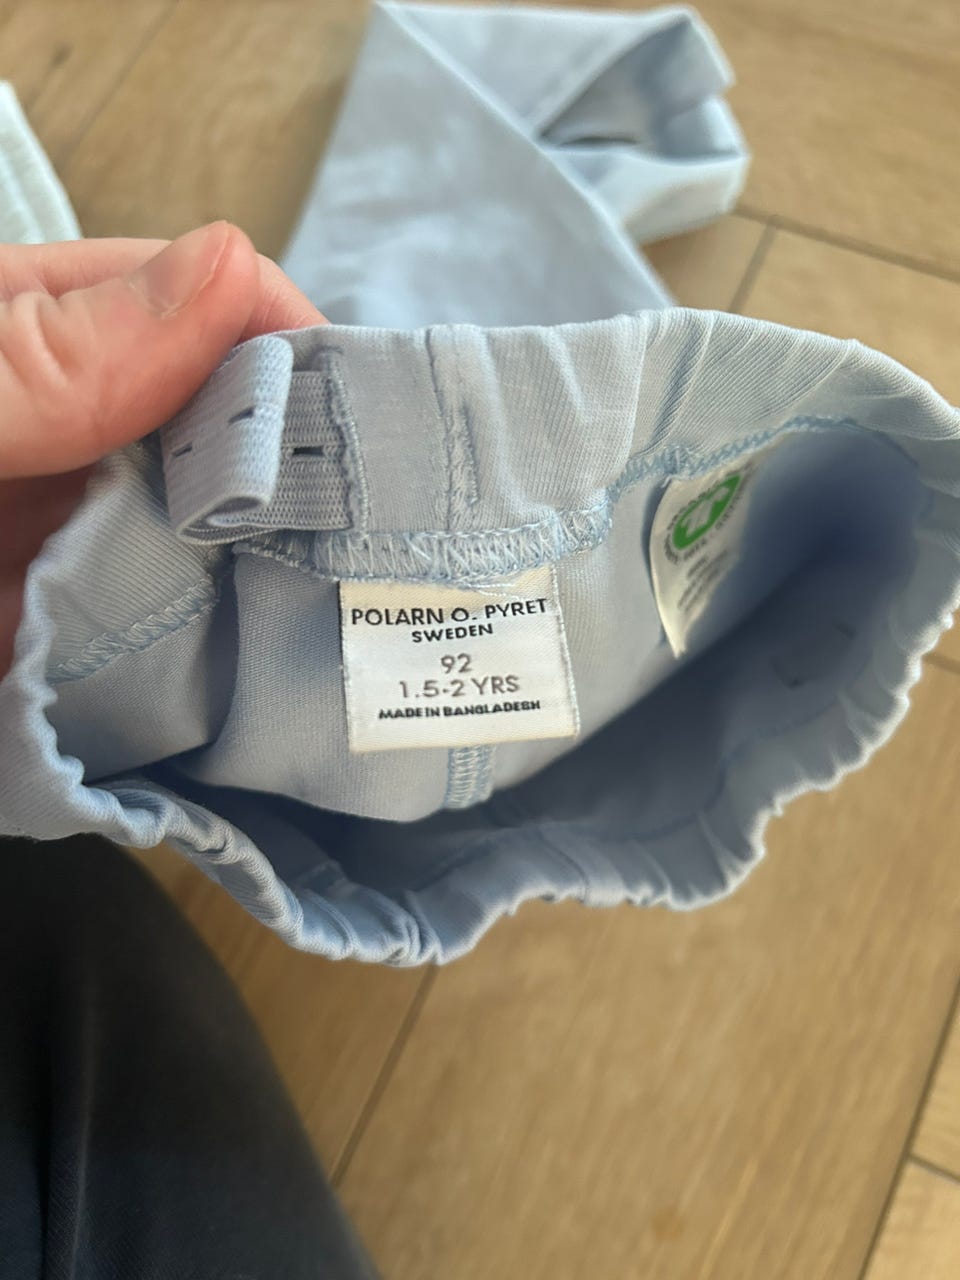 POLARN O. PYRET
SWEDEN
92
1.5-2 YRS
MADE IN BANGLADESH